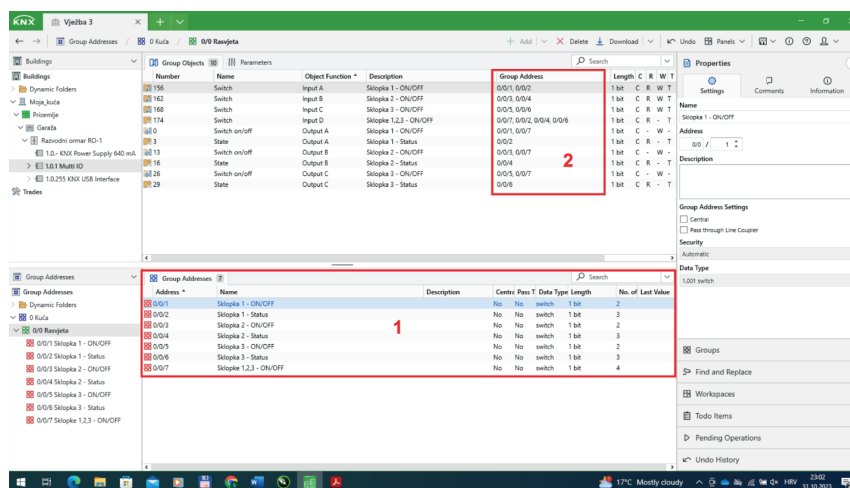 KNX Vježba 3
Group Addresses / 0 Kuća / 0/0 Rasvjeta
Add Delete Download Undo Panels
Buildings
Buildings
Dynamic Folders
Moja_kuća
Prizemlje
Garaža
Razvodni ormar RO-1
1.0.- KNX Power Supply 640 mA
1.0.1 Multi IO
1.0.255 KNX USB Interface
Trades
Group Objects 10 Parameters Search
Number Name Object Function Description Group Address Length C R W T
156 Switch Input A Sklopka 1 - ON/OFF 0/0/1, 0/0/2 1 bit C R W T
162 Switch Input B Sklopka 2 - ON/OFF 0/0/3, 0/0/4 1 bit C R W T
168 Switch Input C Sklopka 3 - ON/OFF 0/0/5, 0/0/6 1 bit C R W T
174 Switch Input D Sklopke 1,2,3 - ON/OFF 0/0/7, 0/0/2, 0/0/4, 0/0/6 1 bit C R - T
0 Switch on/off Output A Sklopka 1 - ON/OFF 0/0/1, 0/0/7 1 bit C - W -
3 State Output A Sklopka 1 - Status 0/0/2 1 bit C R - T
13 Switch on/off Output B Sklopka 2 - ON/OFF 0/0/3, 0/0/7 1 bit C - W -
16 State Output B Sklopka 2 - Status 0/0/4 1 bit C R - T
26 Switch on/off Output C Sklopka 3 - ON/OFF 0/0/5, 0/0/7 1 bit C - W -
29 State Output C Sklopka 3 - Status 0/0/6 1 bit C R - T
2
Group Addresses
Group Addresses
Dynamic Folders
0 Kuća
0/0 Rasvjeta
0/0/1 Sklopka 1 - ON/OFF
0/0/2 Sklopka 1 - Status
0/0/3 Sklopka 2 - ON/OFF
0/0/4 Sklopka 2 - Status
0/0/5 Sklopka 3 - ON/OFF
0/0/6 Sklopka 3 - Status
0/0/7 Sklopke 1,2,3 - ON/OFF
Group Addresses 7 Search
Address Name Description Centra Pass T Data Type Length No. of Last Value
0/0/1 Sklopka 1 - ON/OFF No No switch 1 bit 2
0/0/2 Sklopka 1 - Status No No switch 1 bit 3
0/0/3 Sklopka 2 - ON/OFF No No switch 1 bit 2
0/0/4 Sklopka 2 - Status No No switch 1 bit 3
0/0/5 Sklopka 3 - ON/OFF No No switch 1 bit 2
0/0/6 Sklopka 3 - Status No No switch 1 bit 3
0/0/7 Sklopke 1,2,3 - ON/OFF No No switch 1 bit 4
1
Properties
Settings Comments Information
Name
Sklopka 1 - ON/OFF
Address
0/0 / 1
Description
Group Address Settings
Central
Pass through Line Coupler
Security
Automatic
Data Type
1.001 switch
Groups
Find and Replace
Workspaces
Todo Items
Pending Operations
Undo History
17°C Mostly cloudy HRV 23:02
31.10.2023.